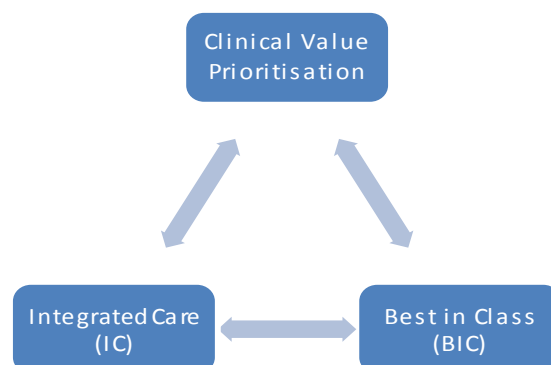 Clinical Value
Prioritisation
Integrated Care
(IC)
Best in Class
(BIC)